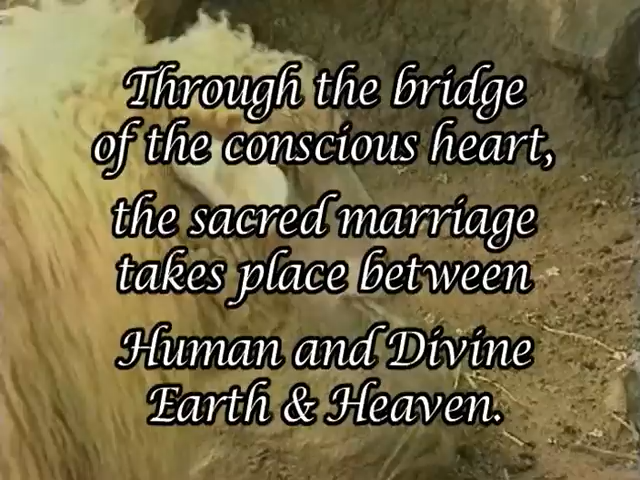 Through the bridge
of the conscious heart,
the sacred marriage
takes place between
Human and Divine
Earth & Heaven.